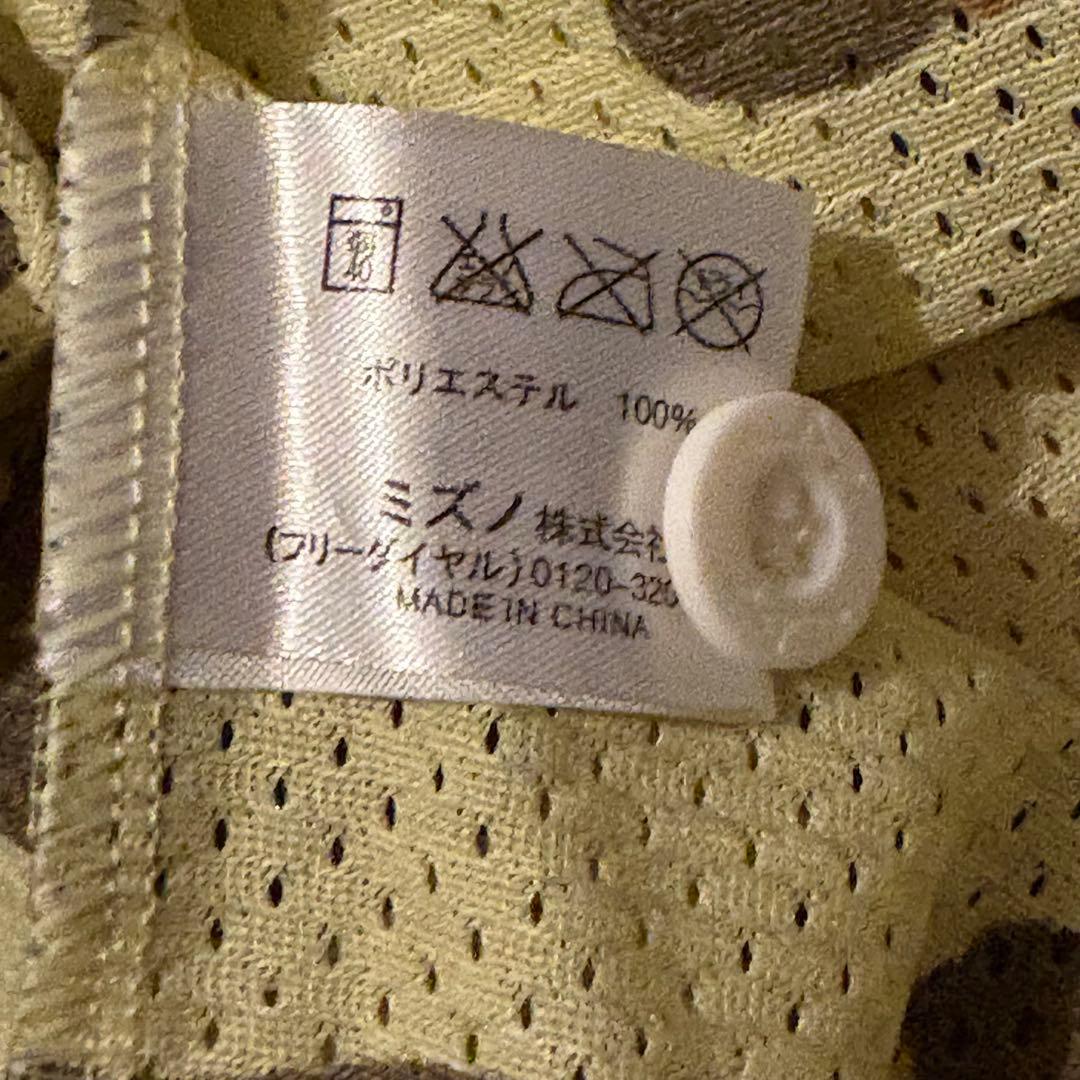 ポリエステル 100%
ミズノ 株式会社
(フリーダイヤル) 0120-320
MADE IN CHINA